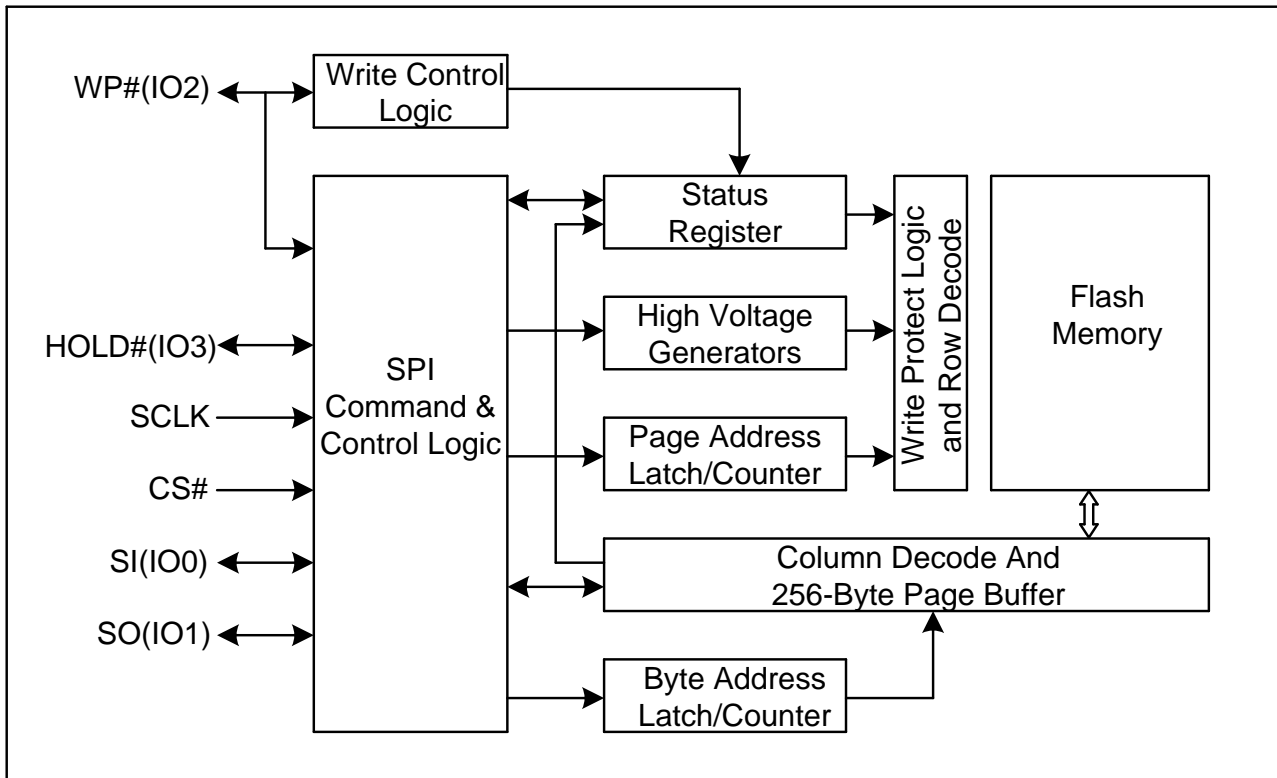 WP#(IO2)
Write Control
Logic
Status
Register
High Voltage
Generators
Page Address
Latch/Counter
Write Protect Logic
and Row Decode
Flash
Memory
HOLD#(IO3)
SCLK
CS#
SI(IO0)
SO(IO1)
SPI
Command &
Control Logic
Column Decode And
256-Byte Page Buffer
Byte Address
Latch/Counter